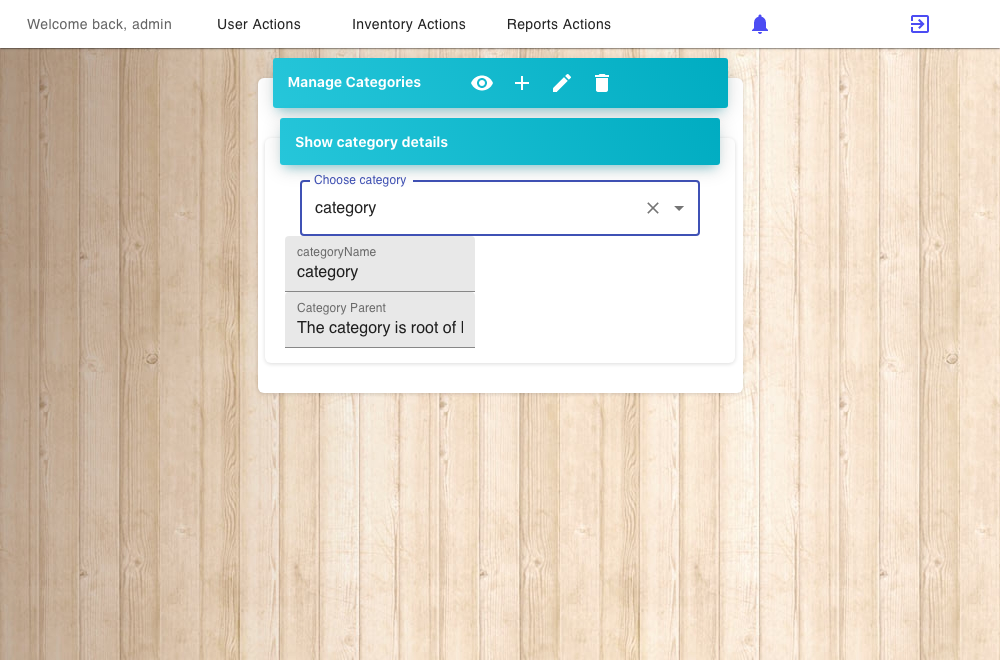 Welcome back, admin
User Actions
Inventory Actions
Reports Actions
Manage Categories
Show category details
Choose category
category
categoryName
category
Category Parent
The category is root of